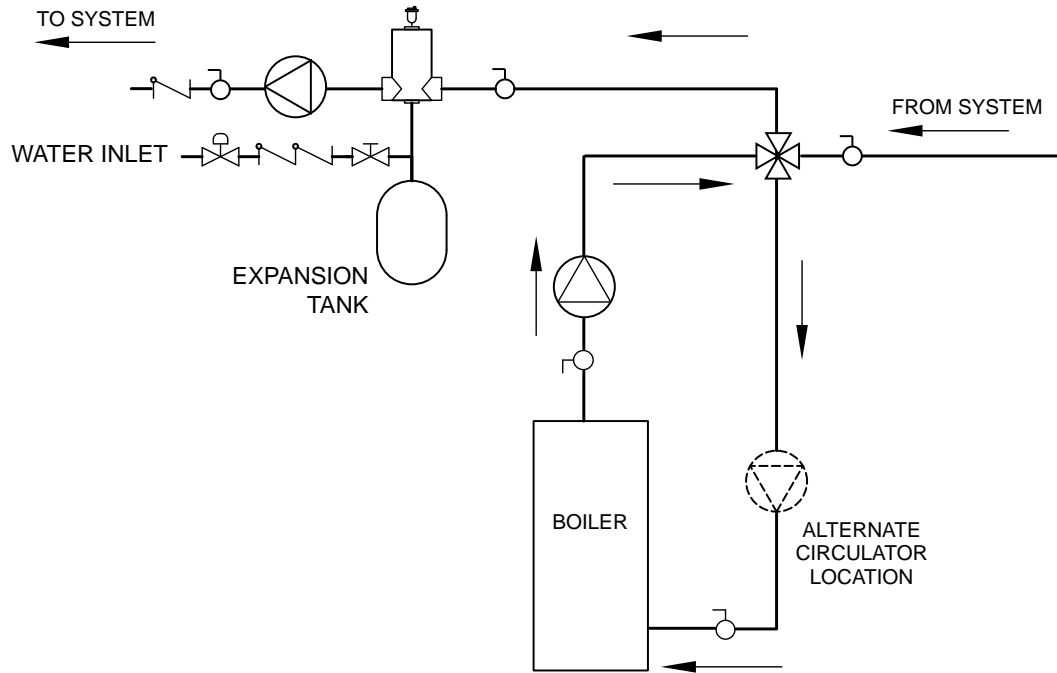 TO SYSTEM
FROM SYSTEM
WATER INLET
EXPANSION
TANK
BOILER
ALTERNATE
CIRCULATOR
LOCATION